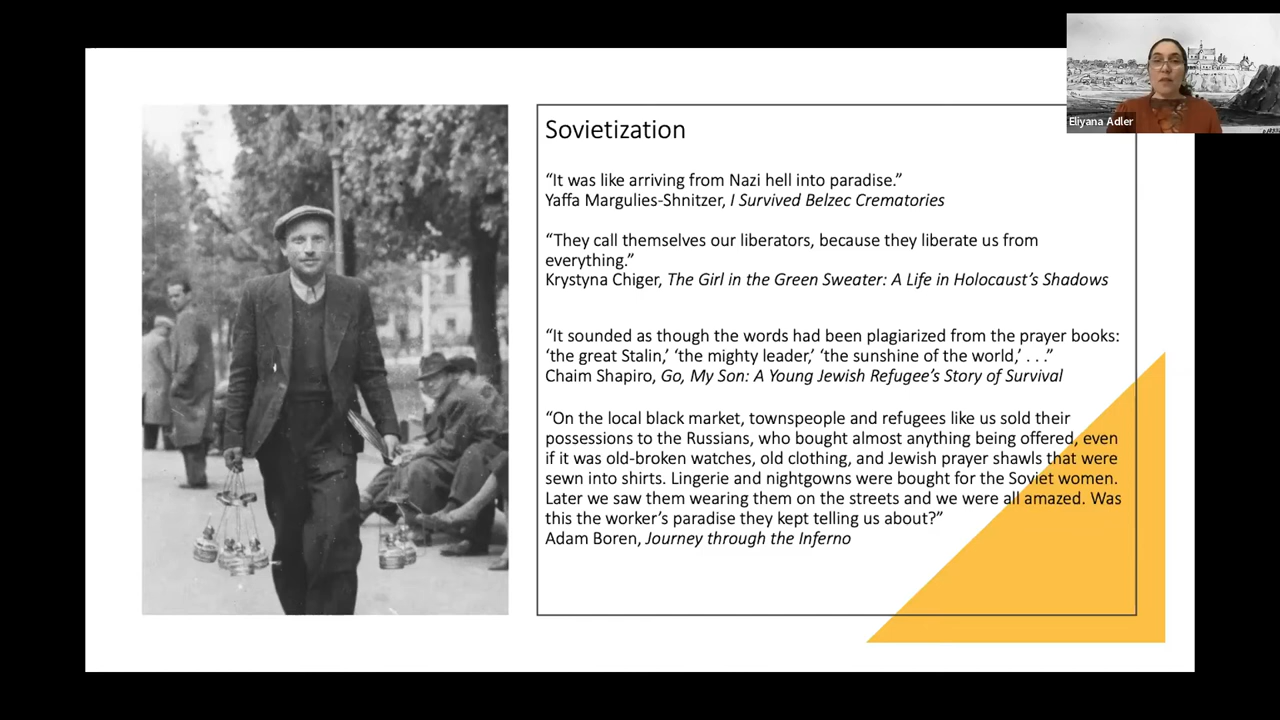 Eliyana Adler
Sovietization
“It was like arriving from Nazi hell into paradise.”
Yaffa Margulies-Shnitzer, I Survived Belzec Crematories
“They call themselves our liberators, because they liberate us from
everything.”
Krystyna Chiger, The Girl in the Green Sweater: A Life in Holocaust’s Shadows
“It sounded as though the words had been plagiarized from the prayer books:
‘the great Stalin,’ ‘the mighty leader,’ ‘the sunshine of the world,’ . . .”
Chaim Shapiro, Go, My Son: A Young Jewish Refugee’s Story of Survival
“On the local black market, townspeople and refugees like us sold their
possessions to the Russians, who bought almost anything being offered, even
if it was old-broken watches, old clothing, and Jewish prayer shawls that were
sewn into shirts. Lingerie and nightgowns were bought for the Soviet women.
Later we saw them wearing them on the streets and we were all amazed. Was
this the worker’s paradise they kept telling us about?”
Adam Boren, Journey through the Inferno